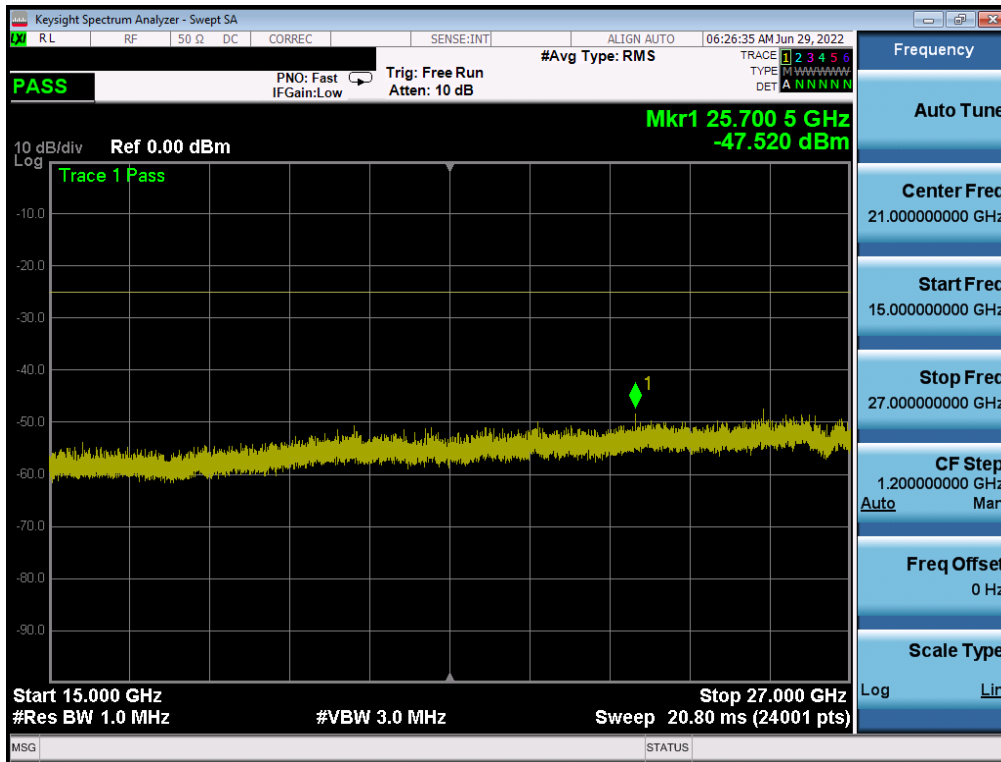 Keysight Spectrum Analyzer - Swept SA
LXI RL RF 50 Ω DC CORREC SENSE:INT ALIGN AUTO 06:26:35 AM Jun 29, 2022
#Avg Type: RMS
TRACE 1 2 3 4 5 6
PNO: Fast Trig: Free Run
TYPE M WWWWW
PASS
IFGain:Low Atten: 10 dB
DET A N N N N N
Mkr1 25.700 5 GHz
-47.520 dBm
10 dB/div Ref 0.00 dBm
Log
Trace 1 Pass
-10.0
-20.0
-30.0
-40.0
1
-50.0
-60.0
-70.0
-80.0
-90.0
Start 15.000 GHz Stop 27.000 GHz
#Res BW 1.0 MHz #VBW 3.0 MHz Sweep 20.80 ms (24001 pts)
MSG STATUS
Frequency
Auto Tune
Center Freq
21.000000000 GHz
Start Freq
15.000000000 GHz
Stop Freq
27.000000000 GHz
CF Step
1.200000000 GHz
Auto Man
Freq Offset
0 Hz
Scale Type
Log Lin